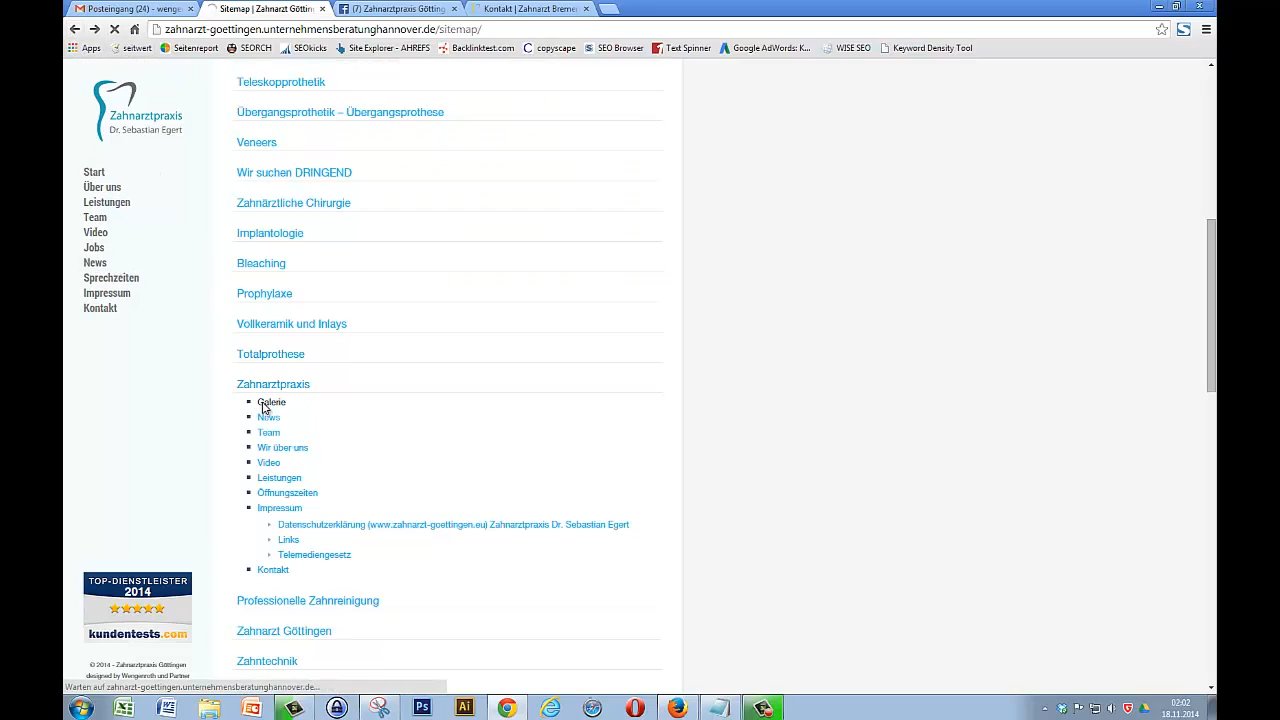 Posteingang (24) - wenge
Sitemap | Zahnarzt Göttin
(7) Zahnarztpraxis Götting
Kontakt | Zahnarzt Breme
zahnarzt-goettingen.unternehmensberatunghannover.de/sitemap/
Apps
seitwert
Seitenreport
SEORCH
SEOkicks
Site Explorer - AHREFS
Backlinktest.com
copyscape
SEO Browser
Text Spinner
Google AdWords: K...
WISE SEO
Keyword Density Tool
Zahnarztpraxis
Dr. Sebastian Egert
Start
Über uns
Leistungen
Team
Video
Jobs
News
Sprechzeiten
Impressum
Kontakt
Teleskopprothetik
Übergangsprothetik – Übergangsprothese
Veneers
Wir suchen DRINGEND
Zahnärztliche Chirurgie
Implantologie
Bleaching
Prophylaxe
Vollkeramik und Inlays
Totalprothese
Zahnarztpraxis
Galerie
News
Team
Wir über uns
Video
Leistungen
Öffnungszeiten
Impressum
Datenschutzerklärung (www.zahnarzt-goettingen.eu) Zahnarztpraxis Dr. Sebastian Egert
Links
Telemediengesetz
Kontakt
Professionelle Zahnreinigung
Zahnarzt Göttingen
Zahntechnik
TOP-DIENSTLEISTER
2014
kundentests.com
© 2014 - Zahnarztpraxis Göttingen
designed by Wengenroth und Partner
Warten auf zahnarzt-goettingen.unternehmensberatunghannover.de...
Ps
Ai
02:02
18.11.2014